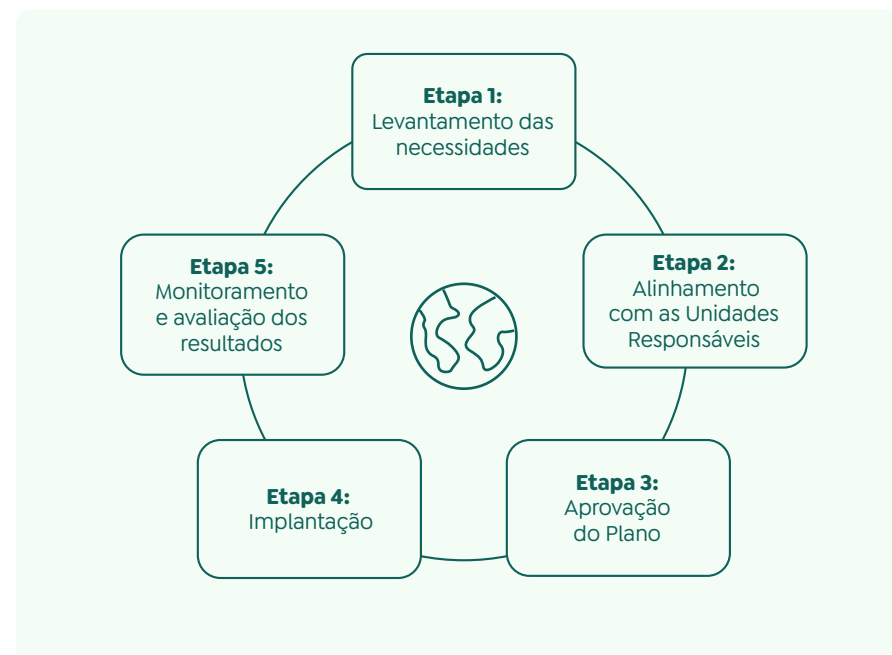 Etapa 1:
Levantamento das
necessidades
Etapa 2:
Alinhamento
com as Unidades
Responsáveis
Etapa 3:
Aprovação
do Plano
Etapa 4:
Implantação
Etapa 5:
Monitoramento
e avaliação dos
resultados